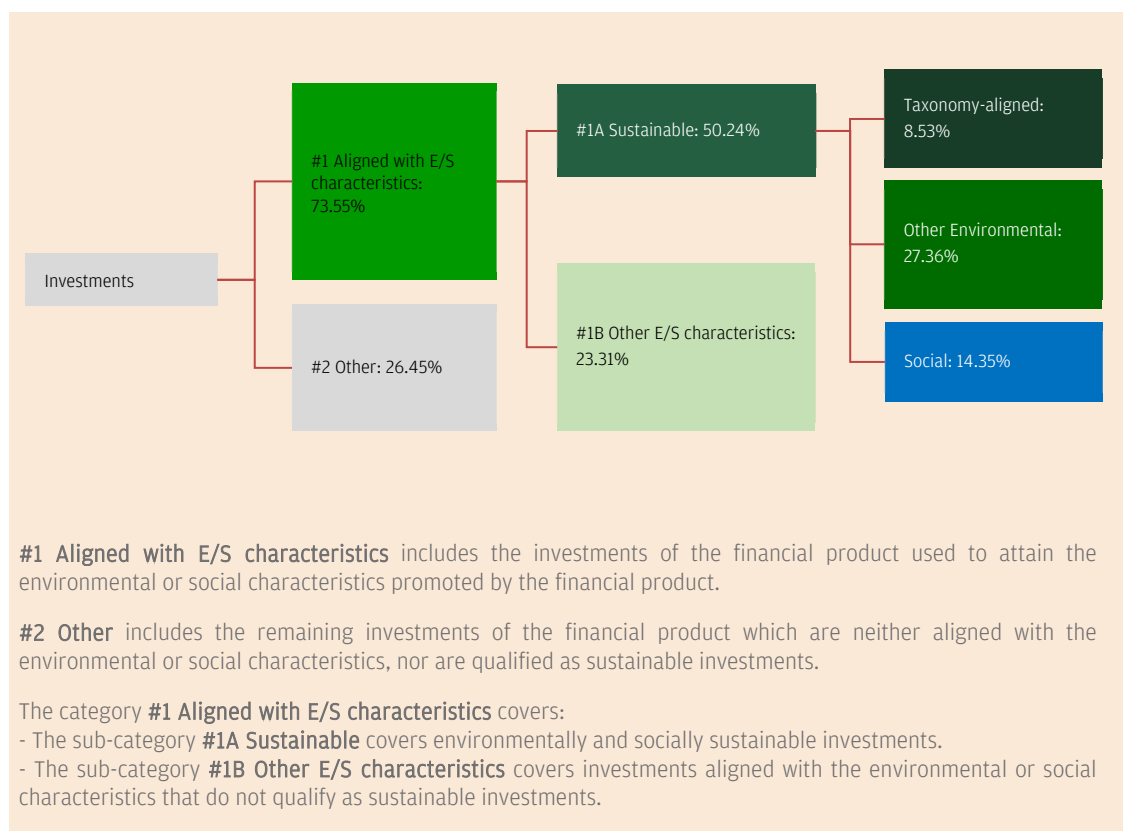 Investments
#1 Aligned with E/S
characteristics:
73.55%
#2 Other: 26.45%
#1A Sustainable: 50.24%
#1B Other E/S characteristics:
23.31%
Taxonomy-aligned:
8.53%
Other Environmental:
27.36%
Social: 14.35%
#1 Aligned with E/S characteristics includes the investments of the financial product used to attain the
environmental or social characteristics promoted by the financial product.
#2 Other includes the remaining investments of the financial product which are neither aligned with the
environmental or social characteristics, nor are qualified as sustainable investments.
The category #1 Aligned with E/S characteristics covers:
- The sub-category #1A Sustainable covers environmentally and socially sustainable investments.
- The sub-category #1B Other E/S characteristics covers investments aligned with the environmental or social
characteristics that do not qualify as sustainable investments.